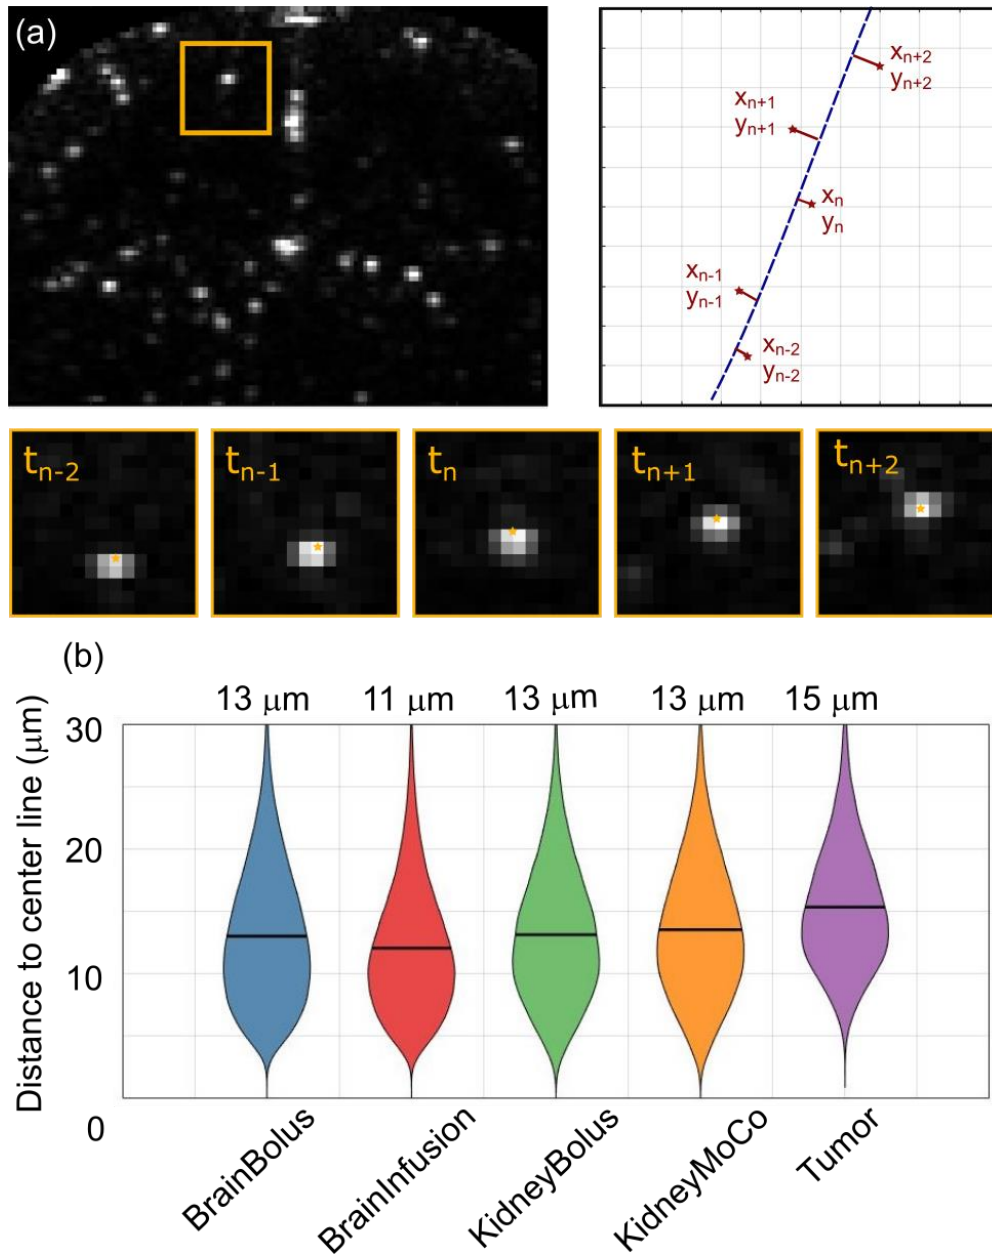 (a)
xn+2
yn+2
xn+1
yn+1
xn
yn
xn-1
yn-1
xn-2
yn-2
tn-2
tn-1
tn
tn+1
tn+2
(b)
13 μm
11 μm
13 μm
13 μm
15 μm
Distance to center line (μm)
30
20
10
0
BrainBolus
BrainInfusion
KidneyBolus
KidneyMoCo
Tumor